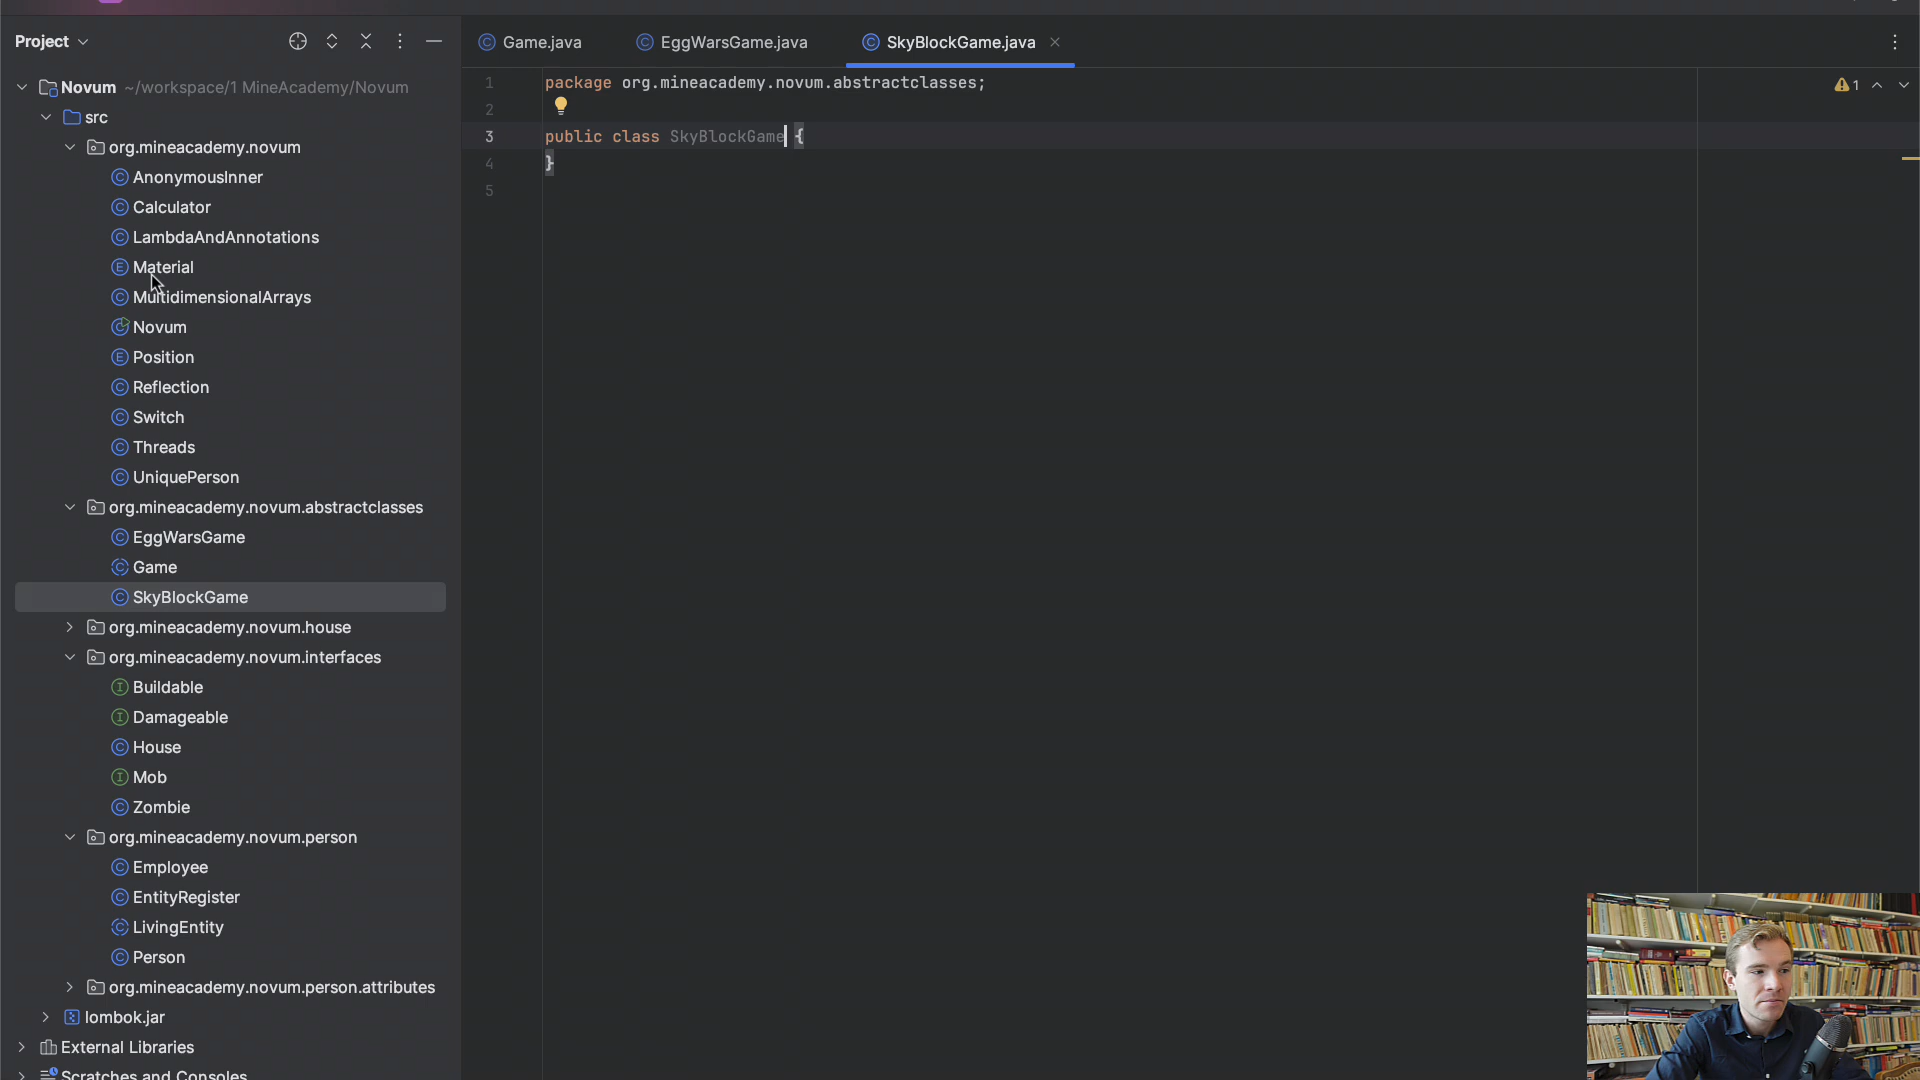 Project
Game.java
EggWarsGame.java
SkyBlockGame.java
Novum ~/workspace/1 MineAcademy/Novum
src
org.mineacademy.novum
AnonymousInner
Calculator
LambdaAndAnnotations
Material
MultidimensionalArrays
Novum
Position
Reflection
Switch
Threads
UniquePerson
org.mineacademy.novum.abstractclasses
EggWarsGame
Game
SkyBlockGame
org.mineacademy.novum.house
org.mineacademy.novum.interfaces
Buildable
Damageable
House
Mob
Zombie
org.mineacademy.novum.person
Employee
EntityRegister
LivingEntity
Person
org.mineacademy.novum.person.attributes
lombok.jar
External Libraries
Scratches and Consoles
1 package org.mineacademy.novum.abstractclasses;
2
3 public class SkyBlockGame {
4 }
5
1